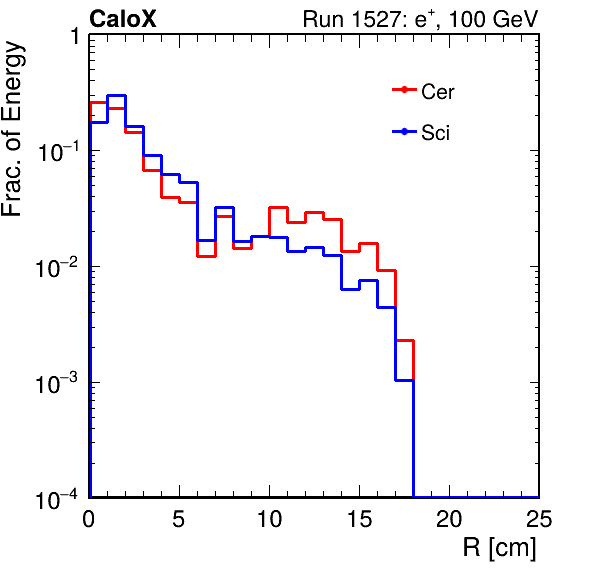 CaloX Run 1527: e⁺, 100 GeV
Frac. of Energy
1
10⁻¹
10⁻²
10⁻³
10⁻⁴
Cer
Sci
0 5 10 15 20 25
R [cm]